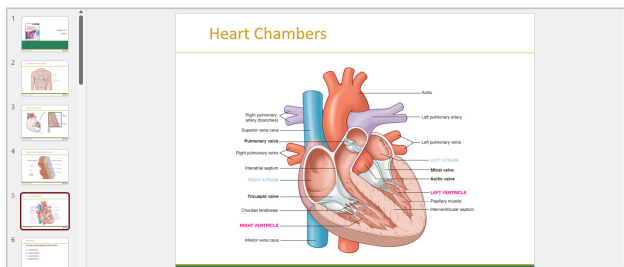 1
2
3
4
5
6
Heart Chambers
Aorta
Right pulmonary
artery (branches)
Left pulmonary artery
Superior vena cava
Pulmonary valve
Left pulmonary veins
Right pulmonary veins
LEFT ATRIUM
Interatrial septum
Mitral valve
RIGHT ATRIUM
Aortic valve
LEFT VENTRICLE
Tricuspid valve
Papillary muscle
Chordae tendineae
Interventricular septum
RIGHT VENTRICLE
Inferior vena cava